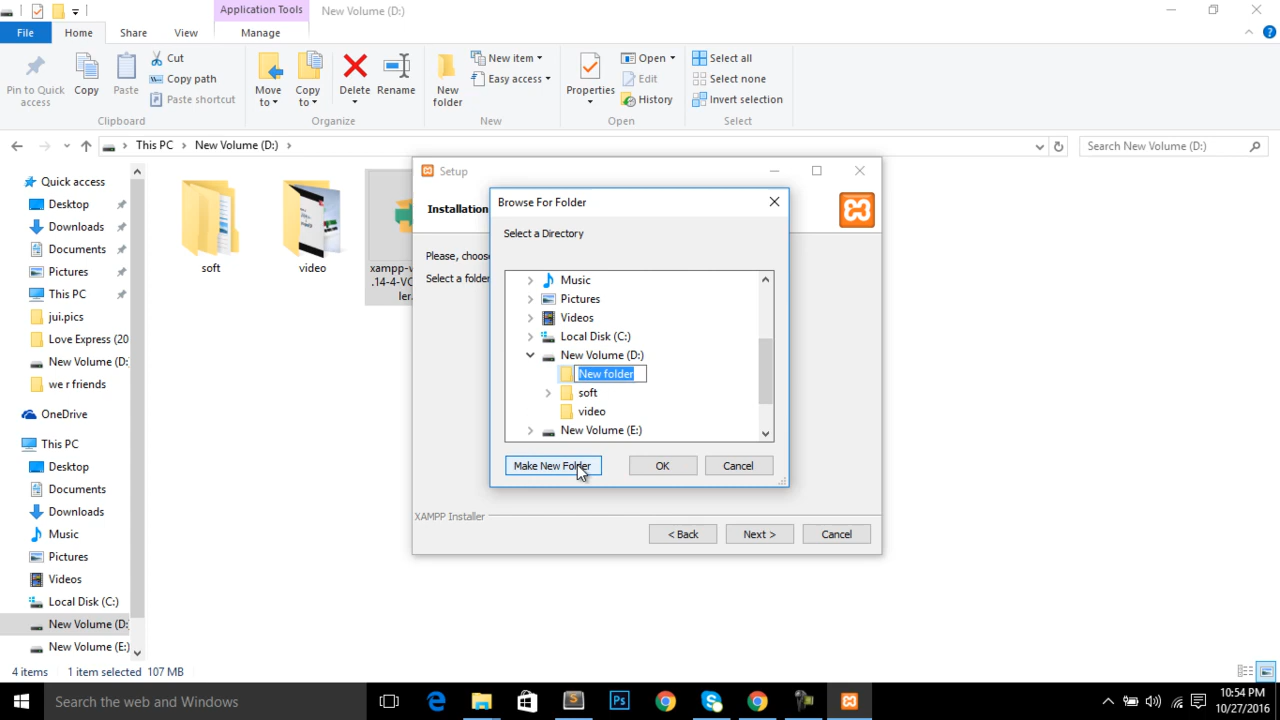 Application Tools
New Volume (D:)
File
Home
Share
View
Manage
Pin to Quick access
Copy
Paste
Cut
Copy path
Paste shortcut
Clipboard
Move to
Copy to
Delete
Rename
Organize
New folder
New item
Easy access
New
Properties
Open
Edit
History
Open
Select all
Select none
Invert selection
Select
This PC
New Volume (D:)
Search New Volume (D:)
Quick access
Desktop
Downloads
Documents
Pictures
This PC
jui.pics
Love Express (20
New Volume (D:
we r friends
OneDrive
This PC
Desktop
Documents
Downloads
Music
Pictures
Videos
Local Disk (C:)
New Volume (D:
New Volume (E:)
soft
video
xampp-w
.14-4-VC
ler.
Setup
Installation
Please, choos
Select a folder
XAMPP Installer
< Back
Next >
Cancel
Browse For Folder
Select a Directory
Music
Pictures
Videos
Local Disk (C:)
New Volume (D:)
New folder
soft
video
New Volume (E:)
Make New Folder
OK
Cancel
4 items
1 item selected 107 MB
Search the web and Windows
10:54 PM
10/27/2016